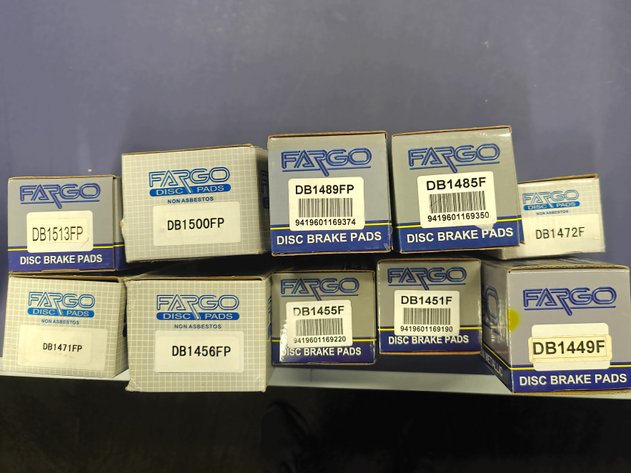 FARGO
DB1513FP
DISC BRAKE PADS
FARGO
DISC PADS
NON ASBESTOS
DB1500FP
FARGO
DB1489FP
9419601169374
DISC BRAKE PADS
FARGO
DB1485F
9419601169350
DISC BRAKE PADS
FARGO
DISC PADS
NON ASBESTOS
DB1472F
FARGO
DISC PADS
NON ASBESTOS
DB1471FP
FARGO
DISC PADS
NON ASBESTOS
DB1456FP
FARGO
DB1455F
9419601169220
DISC BRAKE PADS
FARGO
DB1451F
9419601169190
DISC BRAKE PADS
FARGO
DB1449F
DISC BRAKE PADS